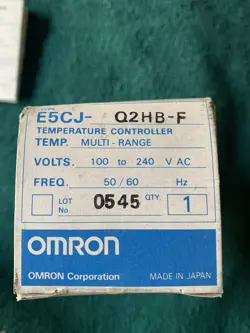 E5CJ- Q2HB-F
TEMPERATURE CONTROLLER
TEMP. MULTI-RANGE
VOLTS. 100 to 240 V AC
FREQ. 50/60 Hz
LOT No. 0545 QTY. 1
OMRON
OMRON Corporation MADE IN JAPAN